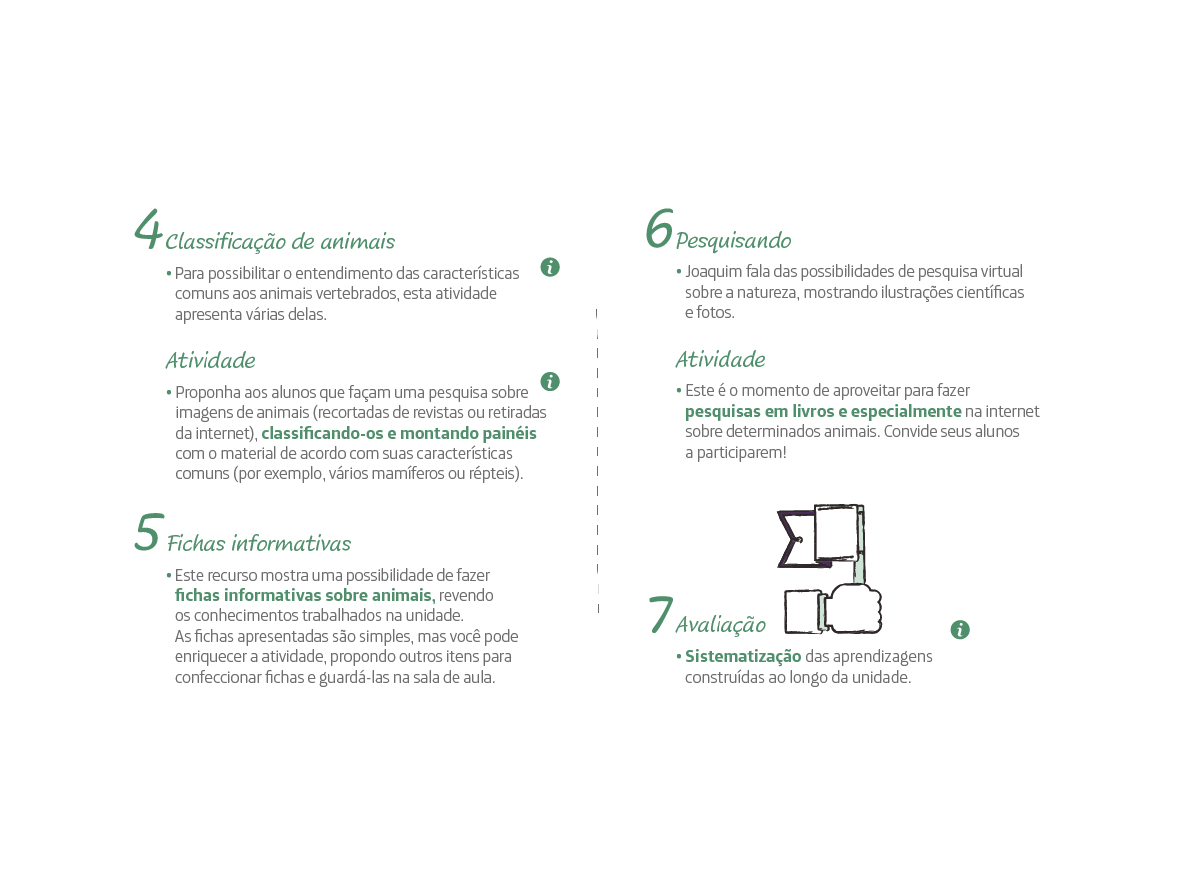 4 Classificação de animais
• Para possibilitar o entendimento das características
comuns aos animais vertebrados, esta atividade
apresenta várias delas.
i
Atividade
• Proponha aos alunos que façam uma pesquisa sobre
imagens de animais (recortadas de revistas ou retiradas
da internet), classificando-os e montando painéis
com o material de acordo com suas características
comuns (por exemplo, vários mamíferos ou répteis).
i
5 Fichas informativas
• Este recurso mostra uma possibilidade de fazer
fichas informativas sobre animais, revendo
os conhecimentos trabalhados na unidade.
As fichas apresentadas são simples, mas você pode
enriquecer a atividade, propondo outros itens para
confeccionar fichas e guardá-las na sala de aula.
6 Pesquisando
• Joaquim fala das possibilidades de pesquisa virtual
sobre a natureza, mostrando ilustrações científicas
e fotos.
Atividade
• Este é o momento de aproveitar para fazer
pesquisas em livros e especialmente na internet
sobre determinados animais. Convide seus alunos
a participarem!
7 Avaliação
i
• Sistematização das aprendizagens
construídas ao longo da unidade.